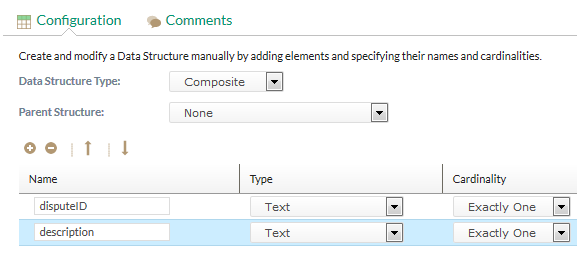 Configuration Comments
Create and modify a Data Structure manually by adding elements and specifying their names and cardinalities.
Data Structure Type: Composite
Parent Structure: None
Name Type Cardinality
disputeID Text Exactly One
description Text Exactly One